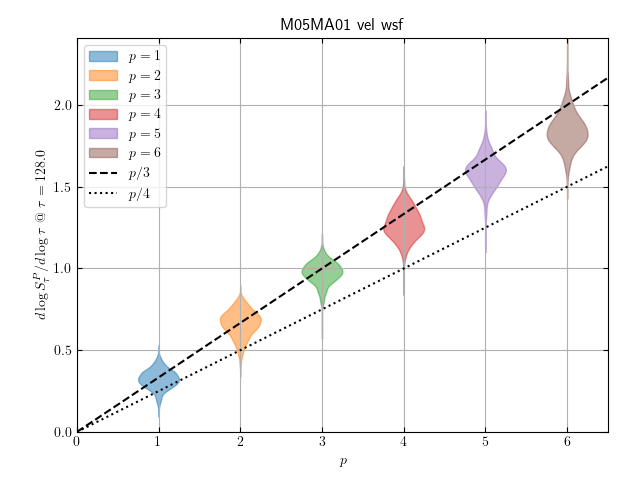 M05MA01 vel wsf
d log S_τ^P / d log τ @ τ = 128.0
2.0
1.5
1.0
0.5
0.0
p = 1
p = 2
p = 3
p = 4
p = 5
p = 6
p/3
p/4
0 1 2 3 4 5 6
p